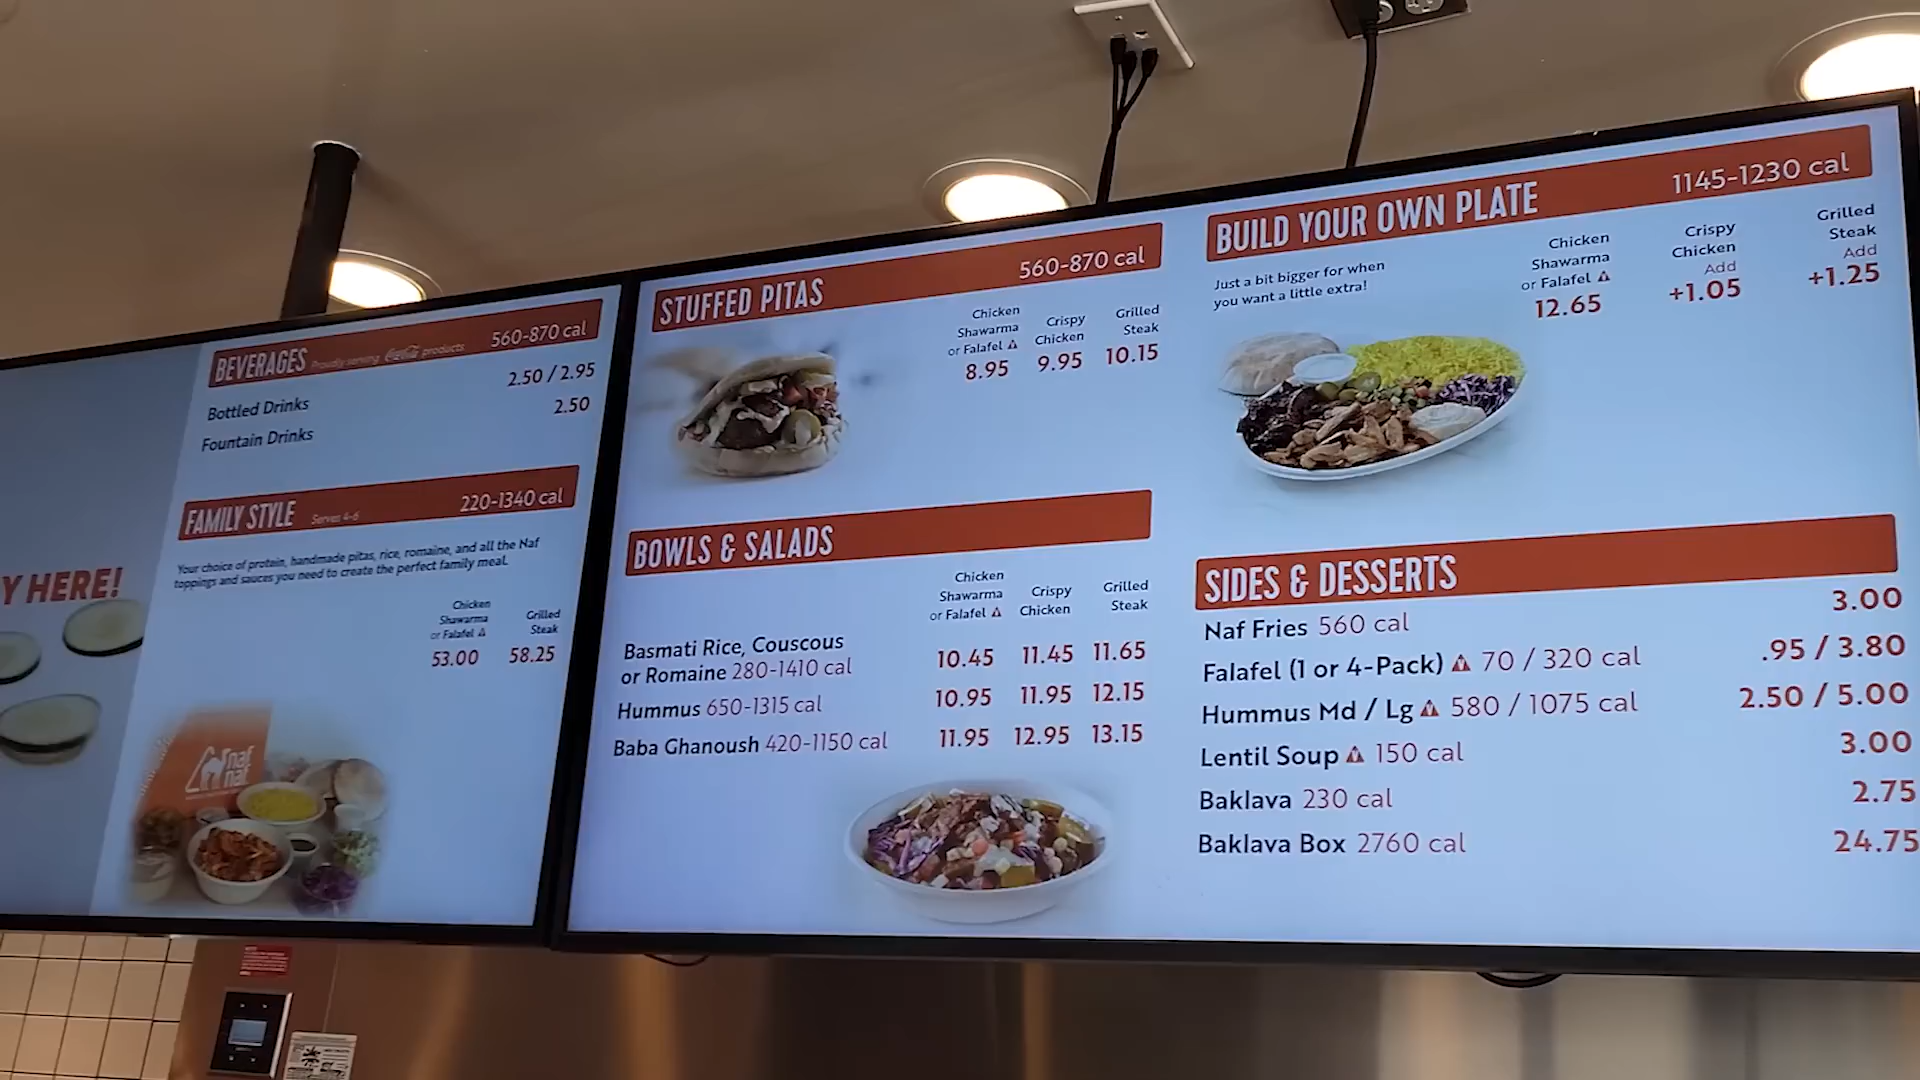 Y HERE!
BEVERAGES Proudly serving Coca-Cola products 560-870 cal
Bottled Drinks 2.50 / 2.95
Fountain Drinks 2.50
FAMILY STYLE Serves 4-6 220-1340 cal
Your choice of protein, handmade pitas, rice, romaine, and all the Naf
toppings and sauces you need to create the perfect family meal.
Chicken
Shawarma
or Falafel
Grilled
Steak
53.00 58.25
naf
naf
STUFFED PITAS 560-870 cal
Chicken
Shawarma
or Falafel
Crispy
Chicken
Grilled
Steak
8.95 9.95 10.15
BOWLS & SALADS
Chicken
Shawarma
or Falafel
Crispy
Chicken
Grilled
Steak
Basmati Rice, Couscous
or Romaine 280-1410 cal 10.45 11.45 11.65
Hummus 650-1315 cal 10.95 11.95 12.15
Baba Ghanoush 420-1150 cal 11.95 12.95 13.15
BUILD YOUR OWN PLATE 1145-1230 cal
Just a bit bigger for when
you want a little extra!
Chicken
Shawarma
or Falafel
12.65
Crispy
Chicken
Add
+1.05
Grilled
Steak
Add
+1.25
SIDES & DESSERTS
Naf Fries 560 cal 3.00
Falafel (1 or 4-Pack) 70 / 320 cal .95 / 3.80
Hummus Md / Lg 580 / 1075 cal 2.50 / 5.00
Lentil Soup 150 cal 3.00
Baklava 230 cal 2.75
Baklava Box 2760 cal 24.75